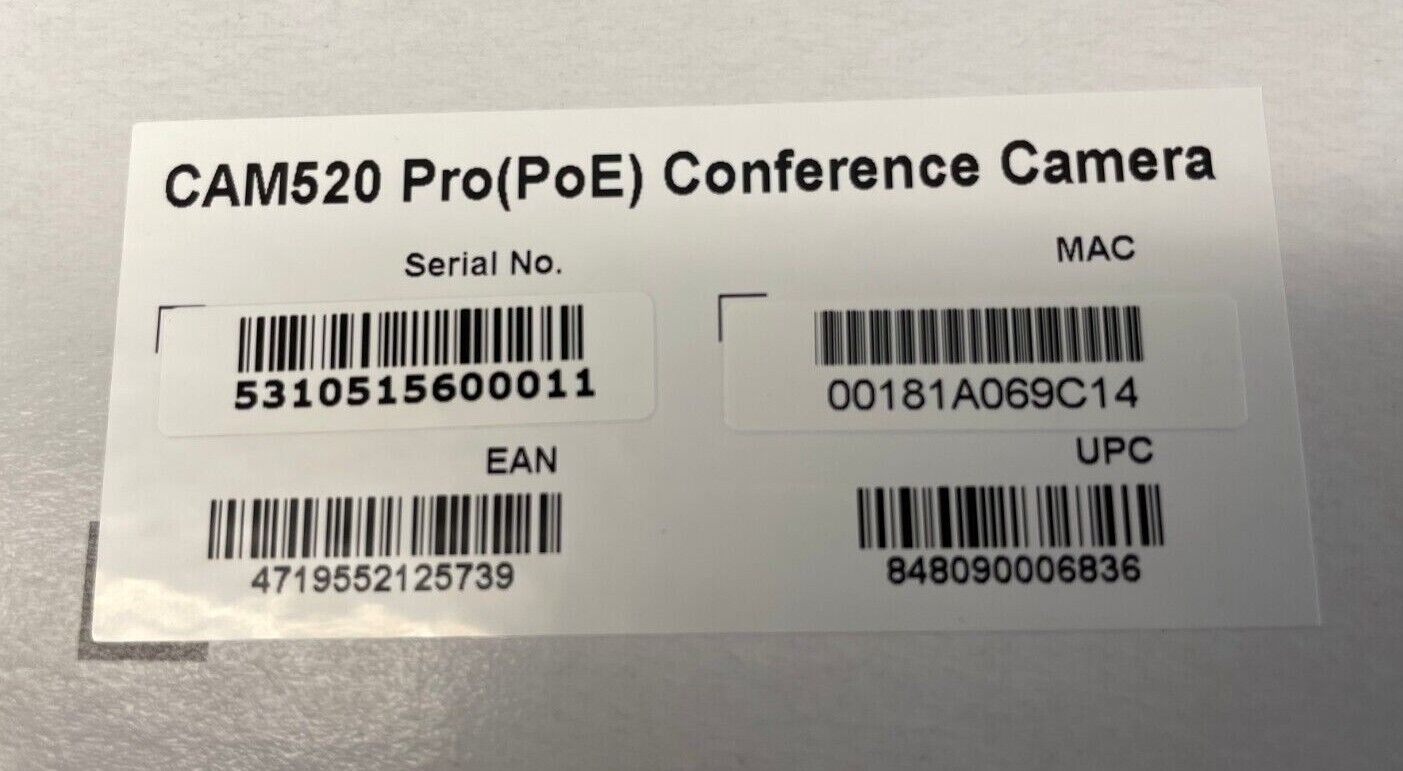 CAM520 Pro(PoE) Conference Camera
Serial No.
5310515600011
MAC
00181A069C14
EAN
4719552125739
UPC
848090006836